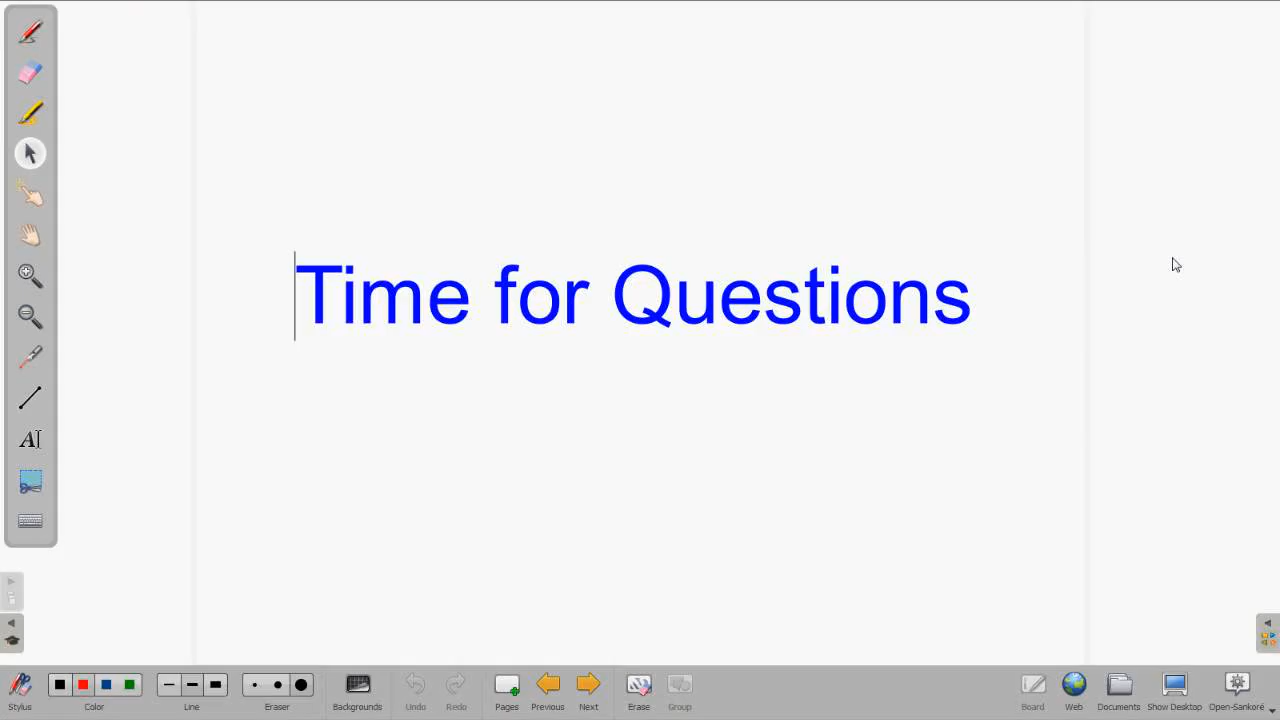 Time for Questions
Stylus
Color
Line
Eraser
Backgrounds
Undo
Redo
Pages
Previous
Next
Erase
Group
Board
Web
Documents
Show Desktop
Open-Sankoré